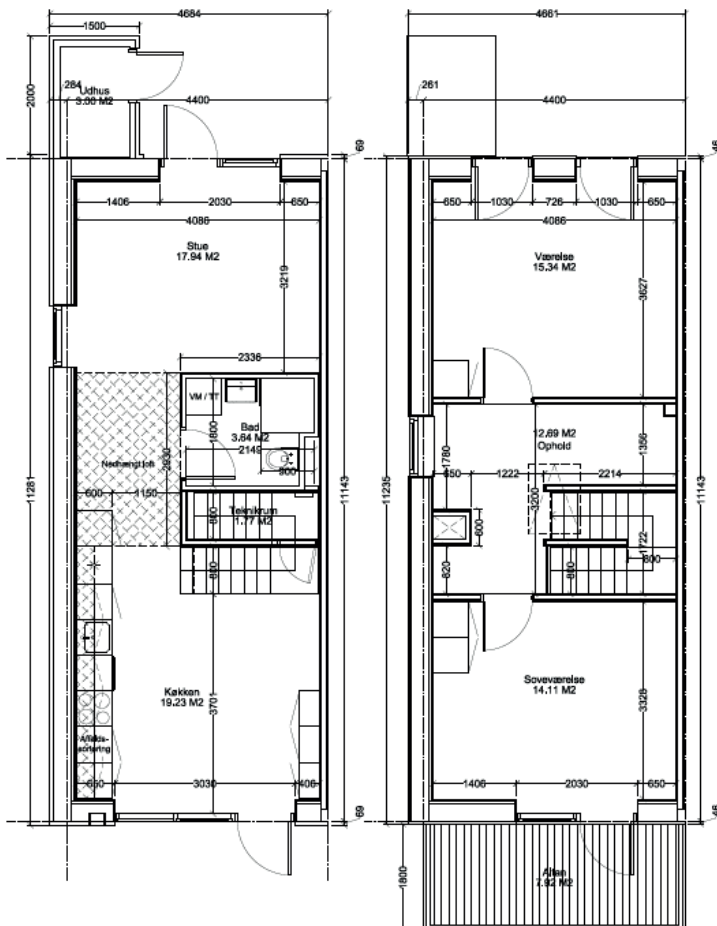 4684
1500
284
Udhus
3.00 M2
2000
4400
69
1406
2030
650
4086
Stue
17.94 M2
3219
2336
VM / TT
Bad
3.64 M2
1800
2149
900
2930
Nedhængt loft
600
1150
Teknikrum
1.77 M2
800
800
11281
11143
Køkken
19.23 M2
3701
Affalds-
sortering
650
3030
406
69
4661
261
4400
46
650
1030
726
1030
650
4086
Værelse
15.34 M2
3627
12.69 M2
Ophold
1780
1356
650
1222
2214
3200
600
1722
800
820
800
11235
11143
Soveværelse
14.11 M2
3328
1406
2030
650
46
Altan
7.92 M2
1800